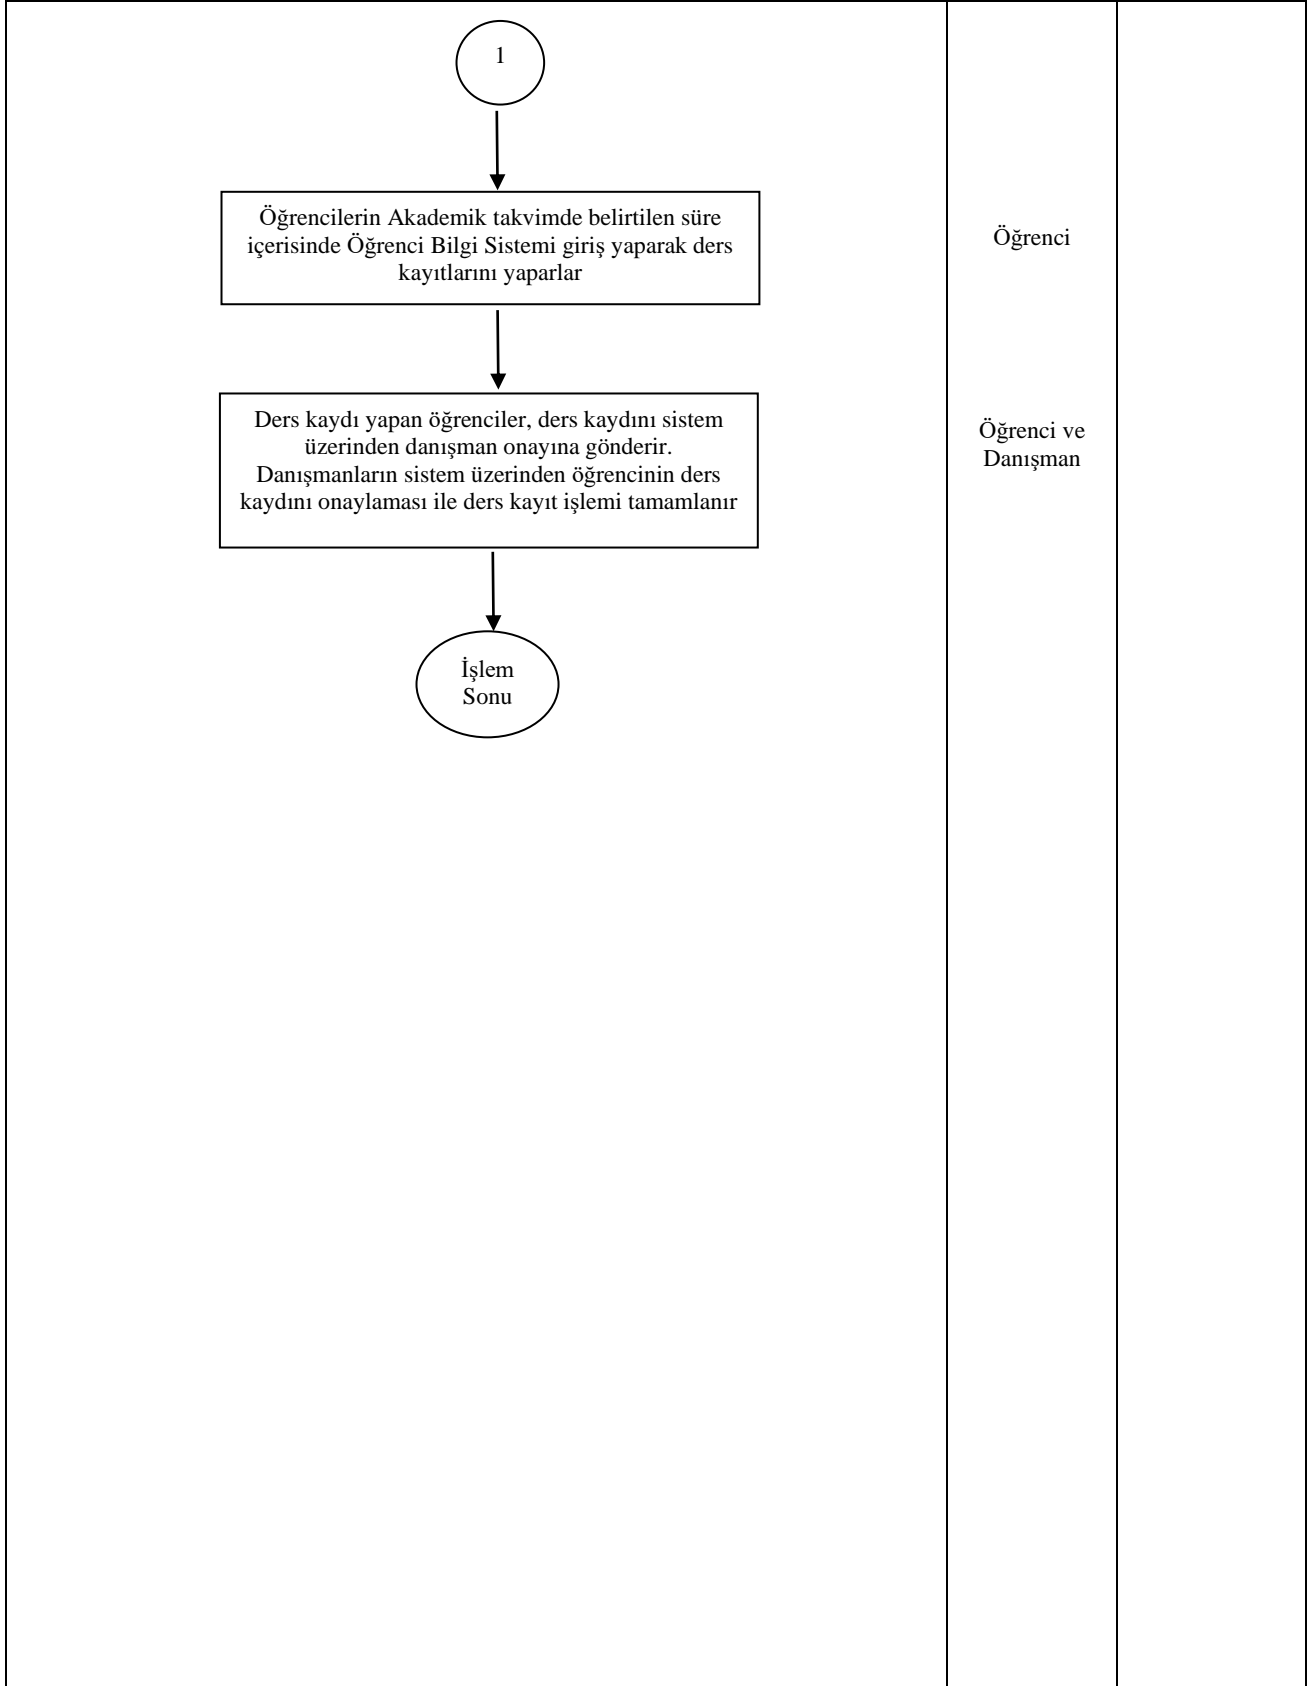 1
Öğrencilerin Akademik takvimde belirtilen süre
içerisinde Öğrenci Bilgi Sistemi giriş yaparak ders
kayıtlarını yaparlar
Öğrenci
Ders kaydı yapan öğrenciler, ders kaydını sistem
üzerinden danışman onayına gönderir.
Danışmanların sistem üzerinden öğrencinin ders
kaydını onaylaması ile ders kayıt işlemi tamamlanır
Öğrenci ve
Danışman
İşlem
Sonu